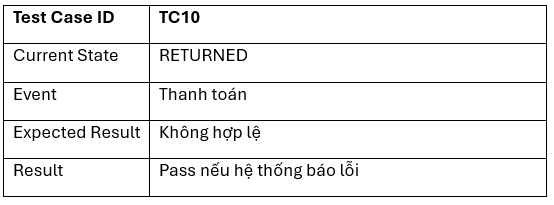 Test Case ID TC10
Current State RETURNED
Event Thanh toán
Expected Result Không hợp lệ
Result Pass nếu hệ thống báo lỗi